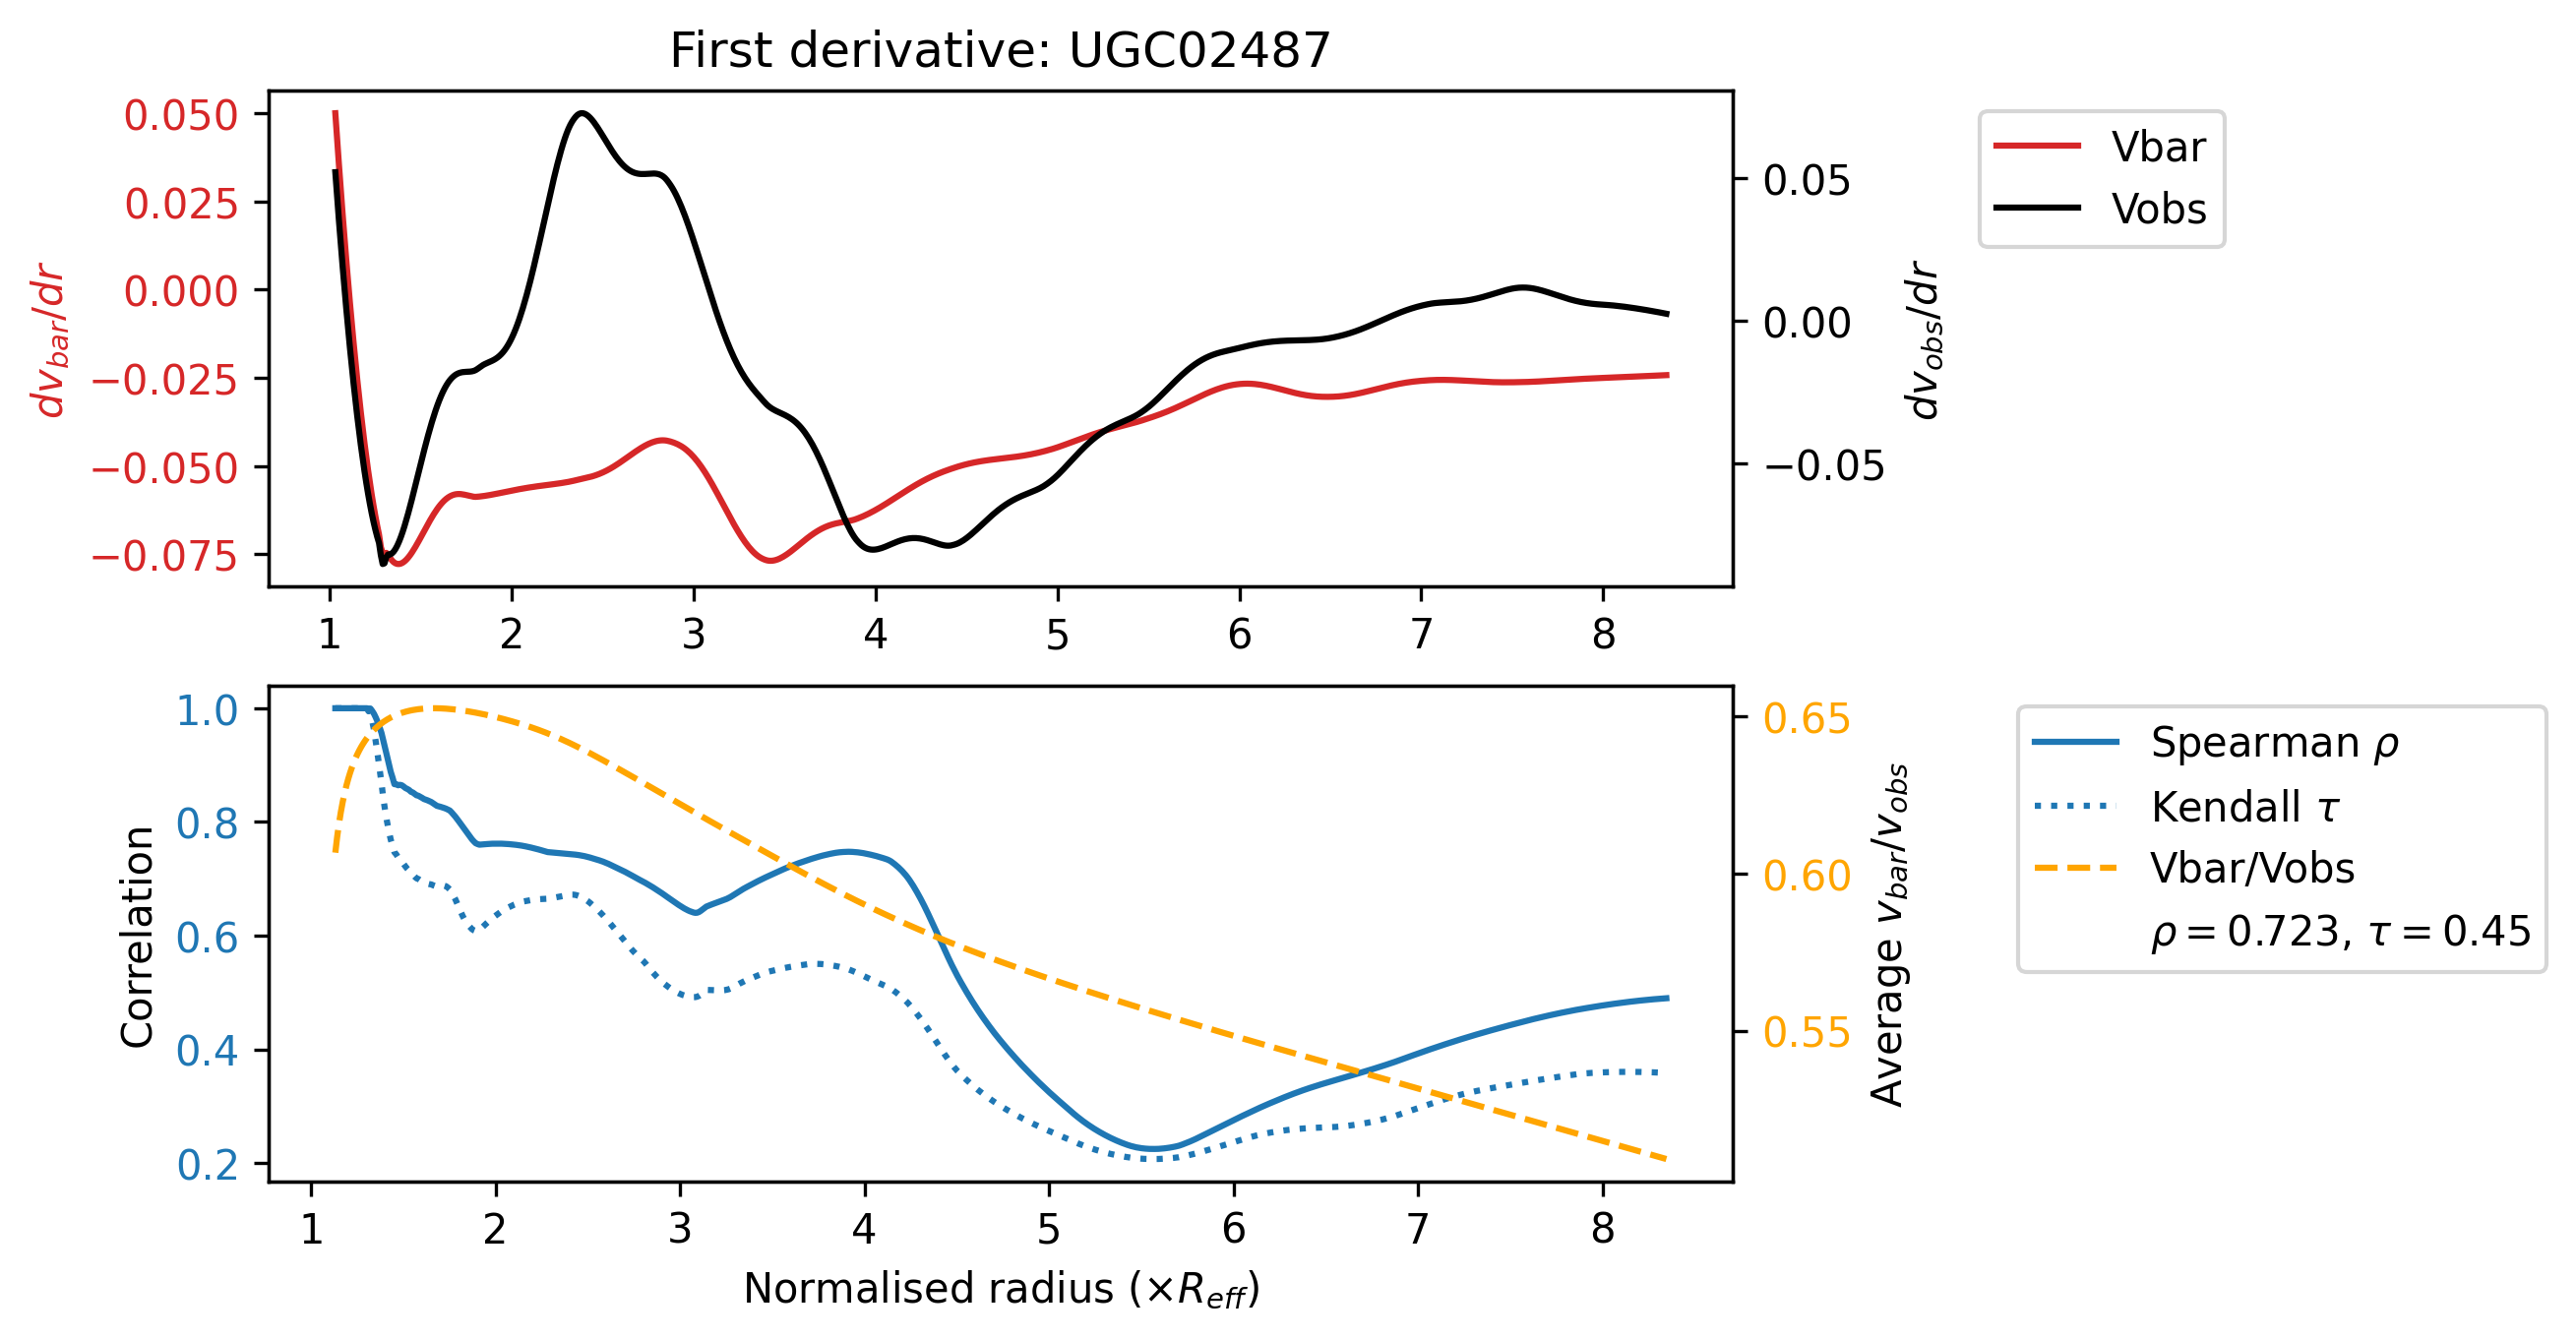 First derivative: UGC02487
0.050
0.025
0.000
−0.025
−0.050
−0.075
dv_bar/dr
0.05
0.00
−0.05
dv_obs/dr
Vbar
Vobs
1 2 3 4 5 6 7 8
1.0
0.8
0.6
0.4
0.2
Correlation
0.65
0.60
0.55
Average v_bar/v_obs
Spearman ρ
Kendall τ
Vbar/Vobs
ρ = 0.723, τ = 0.45
1 2 3 4 5 6 7 8
Normalised radius (×R_eff)